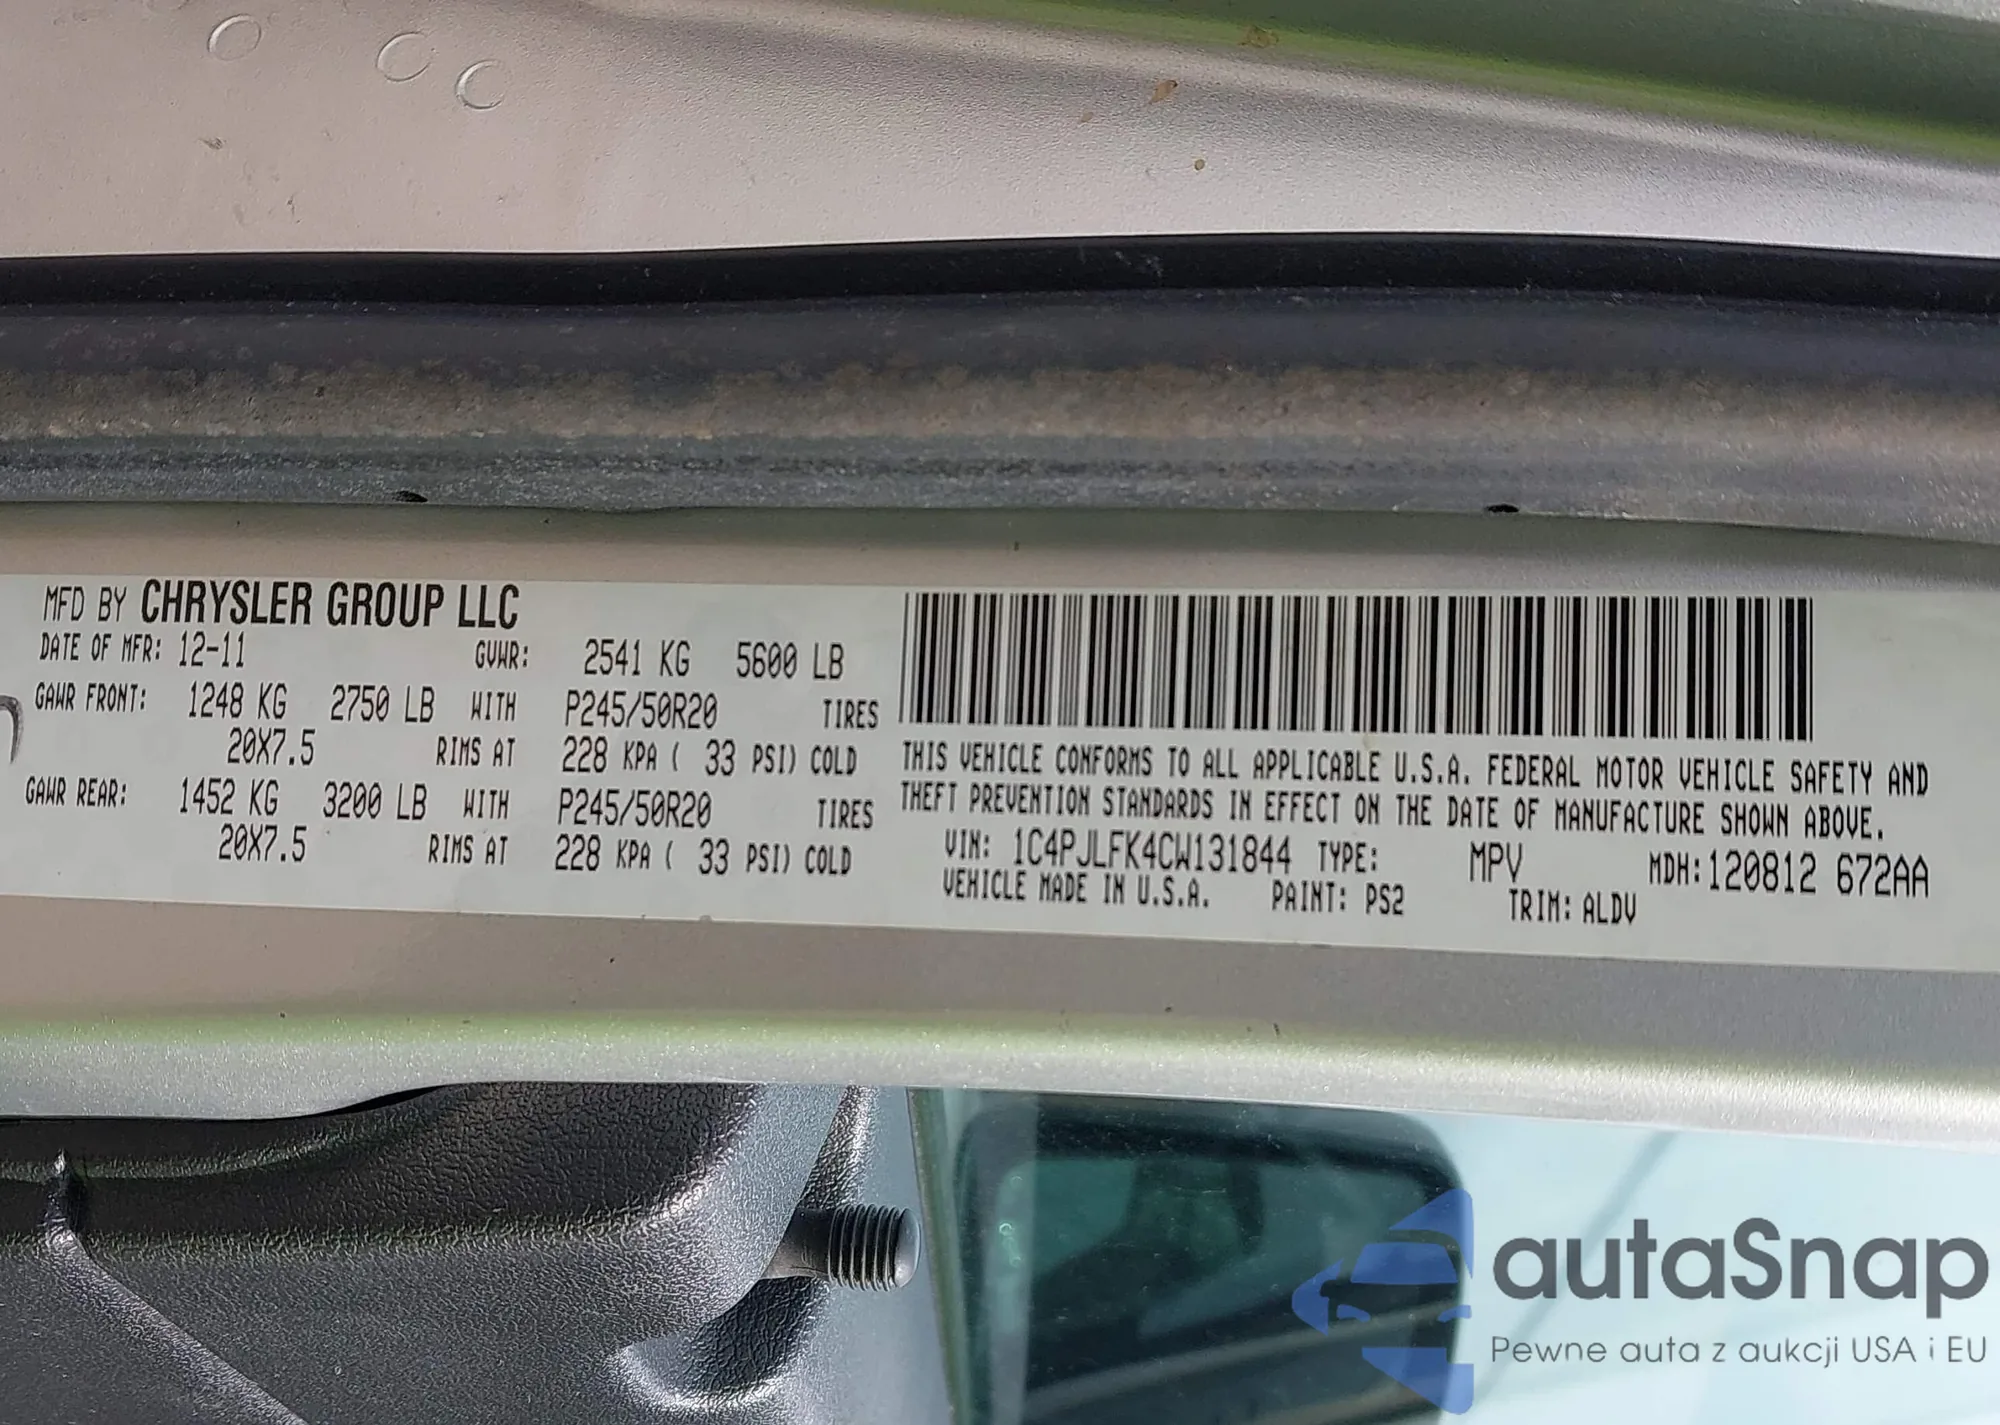 MFD BY CHRYSLER GROUP LLC
DATE OF MFR: 12-11 GVWR: 2541 KG 5600 LB
GAWR FRONT: 1248 KG 2750 LB WITH P245/50R20 TIRES
20X7.5 RIMS AT 228 KPA ( 33 PSI) COLD
GAWR REAR: 1452 KG 3200 LB WITH P245/50R20 TIRES
20X7.5 RIMS AT 228 KPA ( 33 PSI) COLD
THIS VEHICLE CONFORMS TO ALL APPLICABLE U.S.A. FEDERAL MOTOR VEHICLE SAFETY AND
THEFT PREVENTION STANDARDS IN EFFECT ON THE DATE OF MANUFACTURE SHOWN ABOVE.
VIN: 1C4PJLFK4CW131844 TYPE: MPV MDH:120812 672AA
VEHICLE MADE IN U.S.A. PAINT: PS2 TRIM: ALDV
autaSnap
Pewne auta z aukcji USA i EU